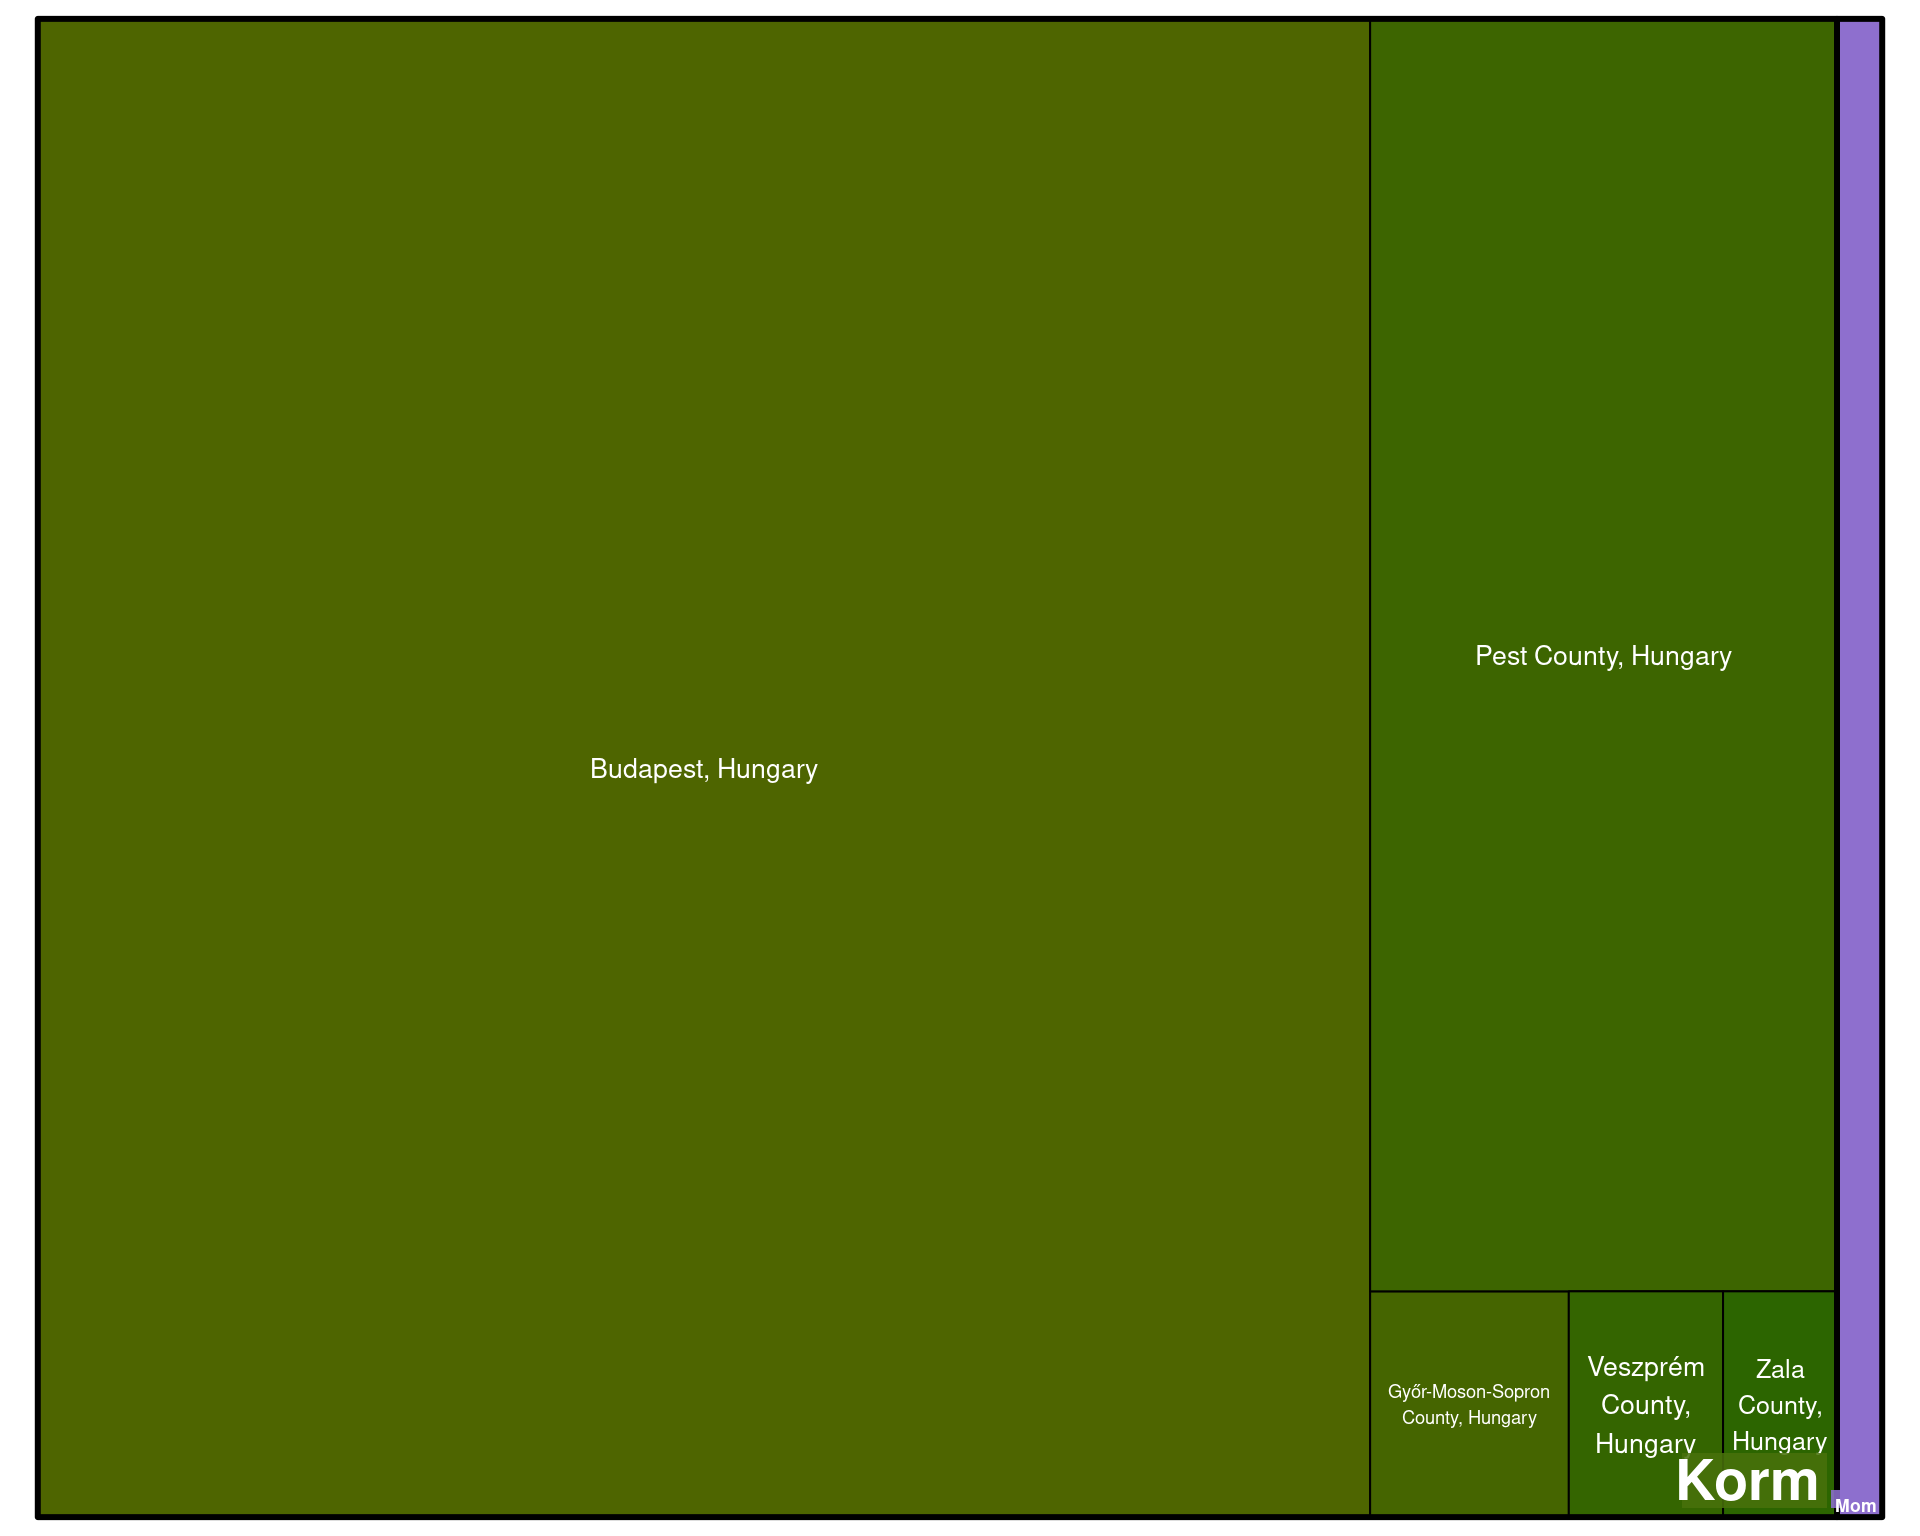 Budapest, Hungary
Pest County, Hungary
Győr-Moson-Sopron
County, Hungary
Veszprém
County,
Hungary
Zala
County,
Hungary
Korm
Mom